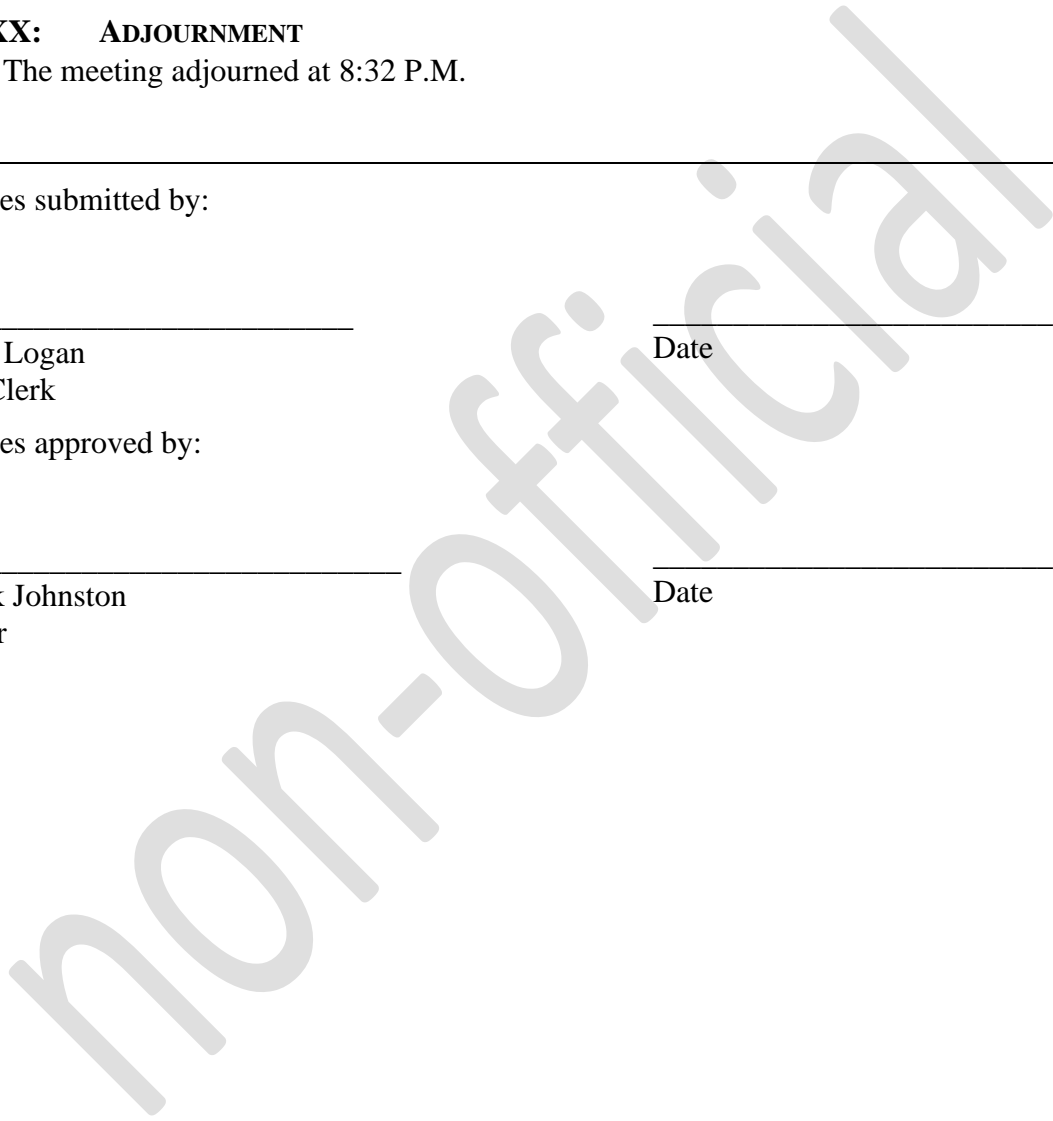 XX: ADJOURNMENT
The meeting adjourned at 8:32 P.M.
es submitted by:
Logan
Date
Clerk
es approved by:
Johnston
Date
non-official